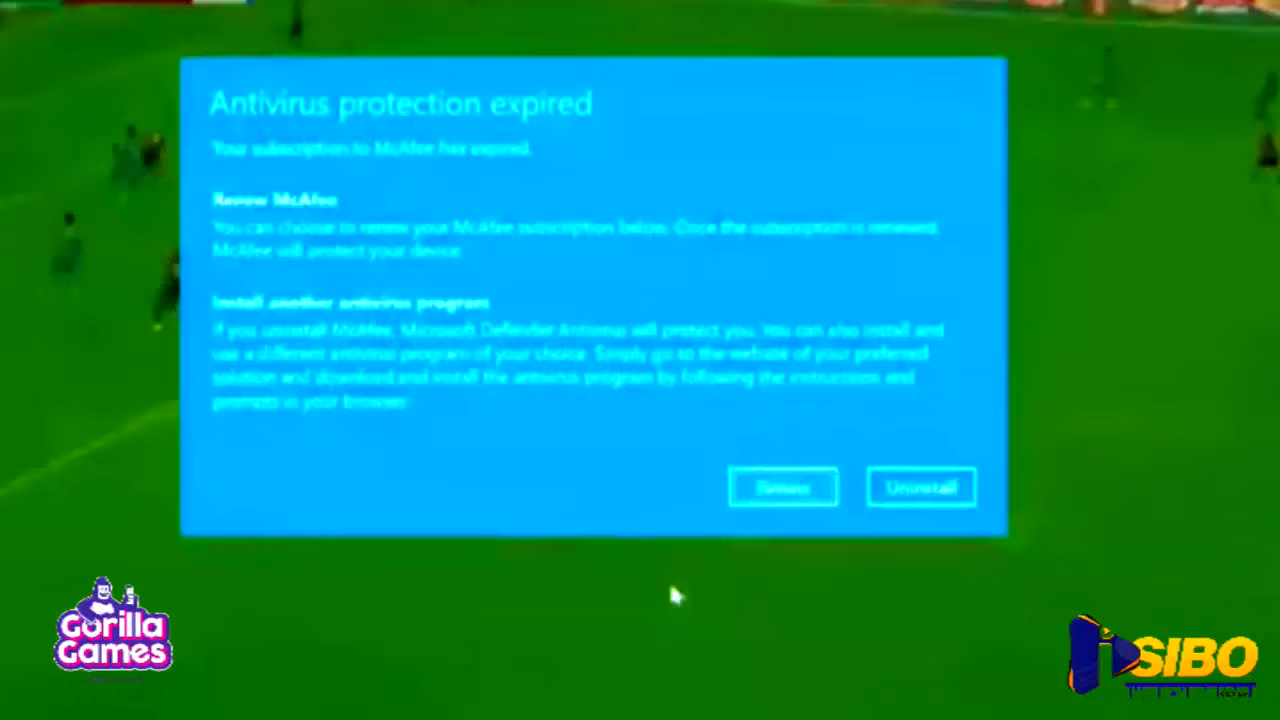 Antivirus protection expired
Your subscription to McAfee has expired.
Renew McAfee
You can choose to renew your McAfee subscription below. Once the subscription is renewed,
McAfee will protect your device.
Install another antivirus program
If you uninstall McAfee, Microsoft Defender Antivirus will protect you. You can also install and
use a different antivirus program of your choice. Simply go to the website of your preferred
solution and download and install the antivirus program by following the instructions and
prompts in your browser.
Renew Uninstall
Gorilla
Games
iSIBO